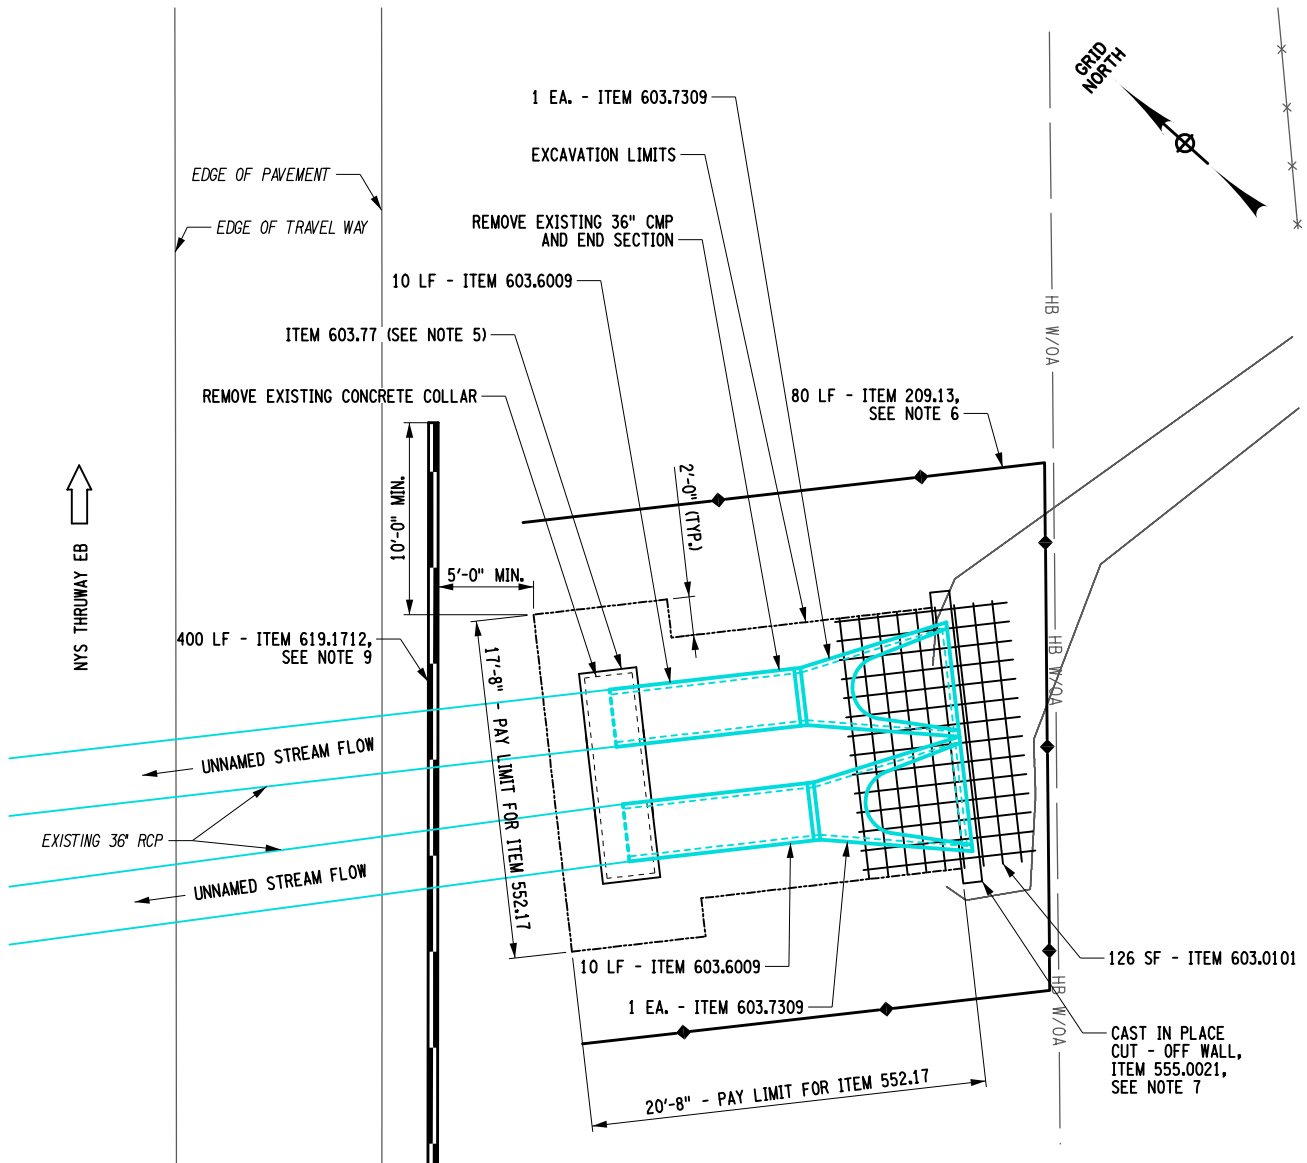 GRID
NORTH
1 EA. - ITEM 603.7309
EXCAVATION LIMITS
EDGE OF PAVEMENT
EDGE OF TRAVEL WAY
REMOVE EXISTING 36" CMP
AND END SECTION
10 LF - ITEM 603.6009
ITEM 603.77 (SEE NOTE 5)
REMOVE EXISTING CONCRETE COLLAR
HB W/OA
80 LF - ITEM 209.13,
SEE NOTE 6
10'-0" MIN.
2'-0" (TYP.)
5'-0" MIN.
NYS THRUWAY EB
400 LF - ITEM 619.1712,
SEE NOTE 9
17'-8" - PAY LIMIT FOR ITEM 552.17
HB W/OA
UNNAMED STREAM FLOW
EXISTING 36" RCP
UNNAMED STREAM FLOW
10 LF - ITEM 603.6009
126 SF - ITEM 603.0101
1 EA. - ITEM 603.7309
HB W/OA
CAST IN PLACE
CUT - OFF WALL,
ITEM 555.0021,
SEE NOTE 7
20'-8" - PAY LIMIT FOR ITEM 552.17